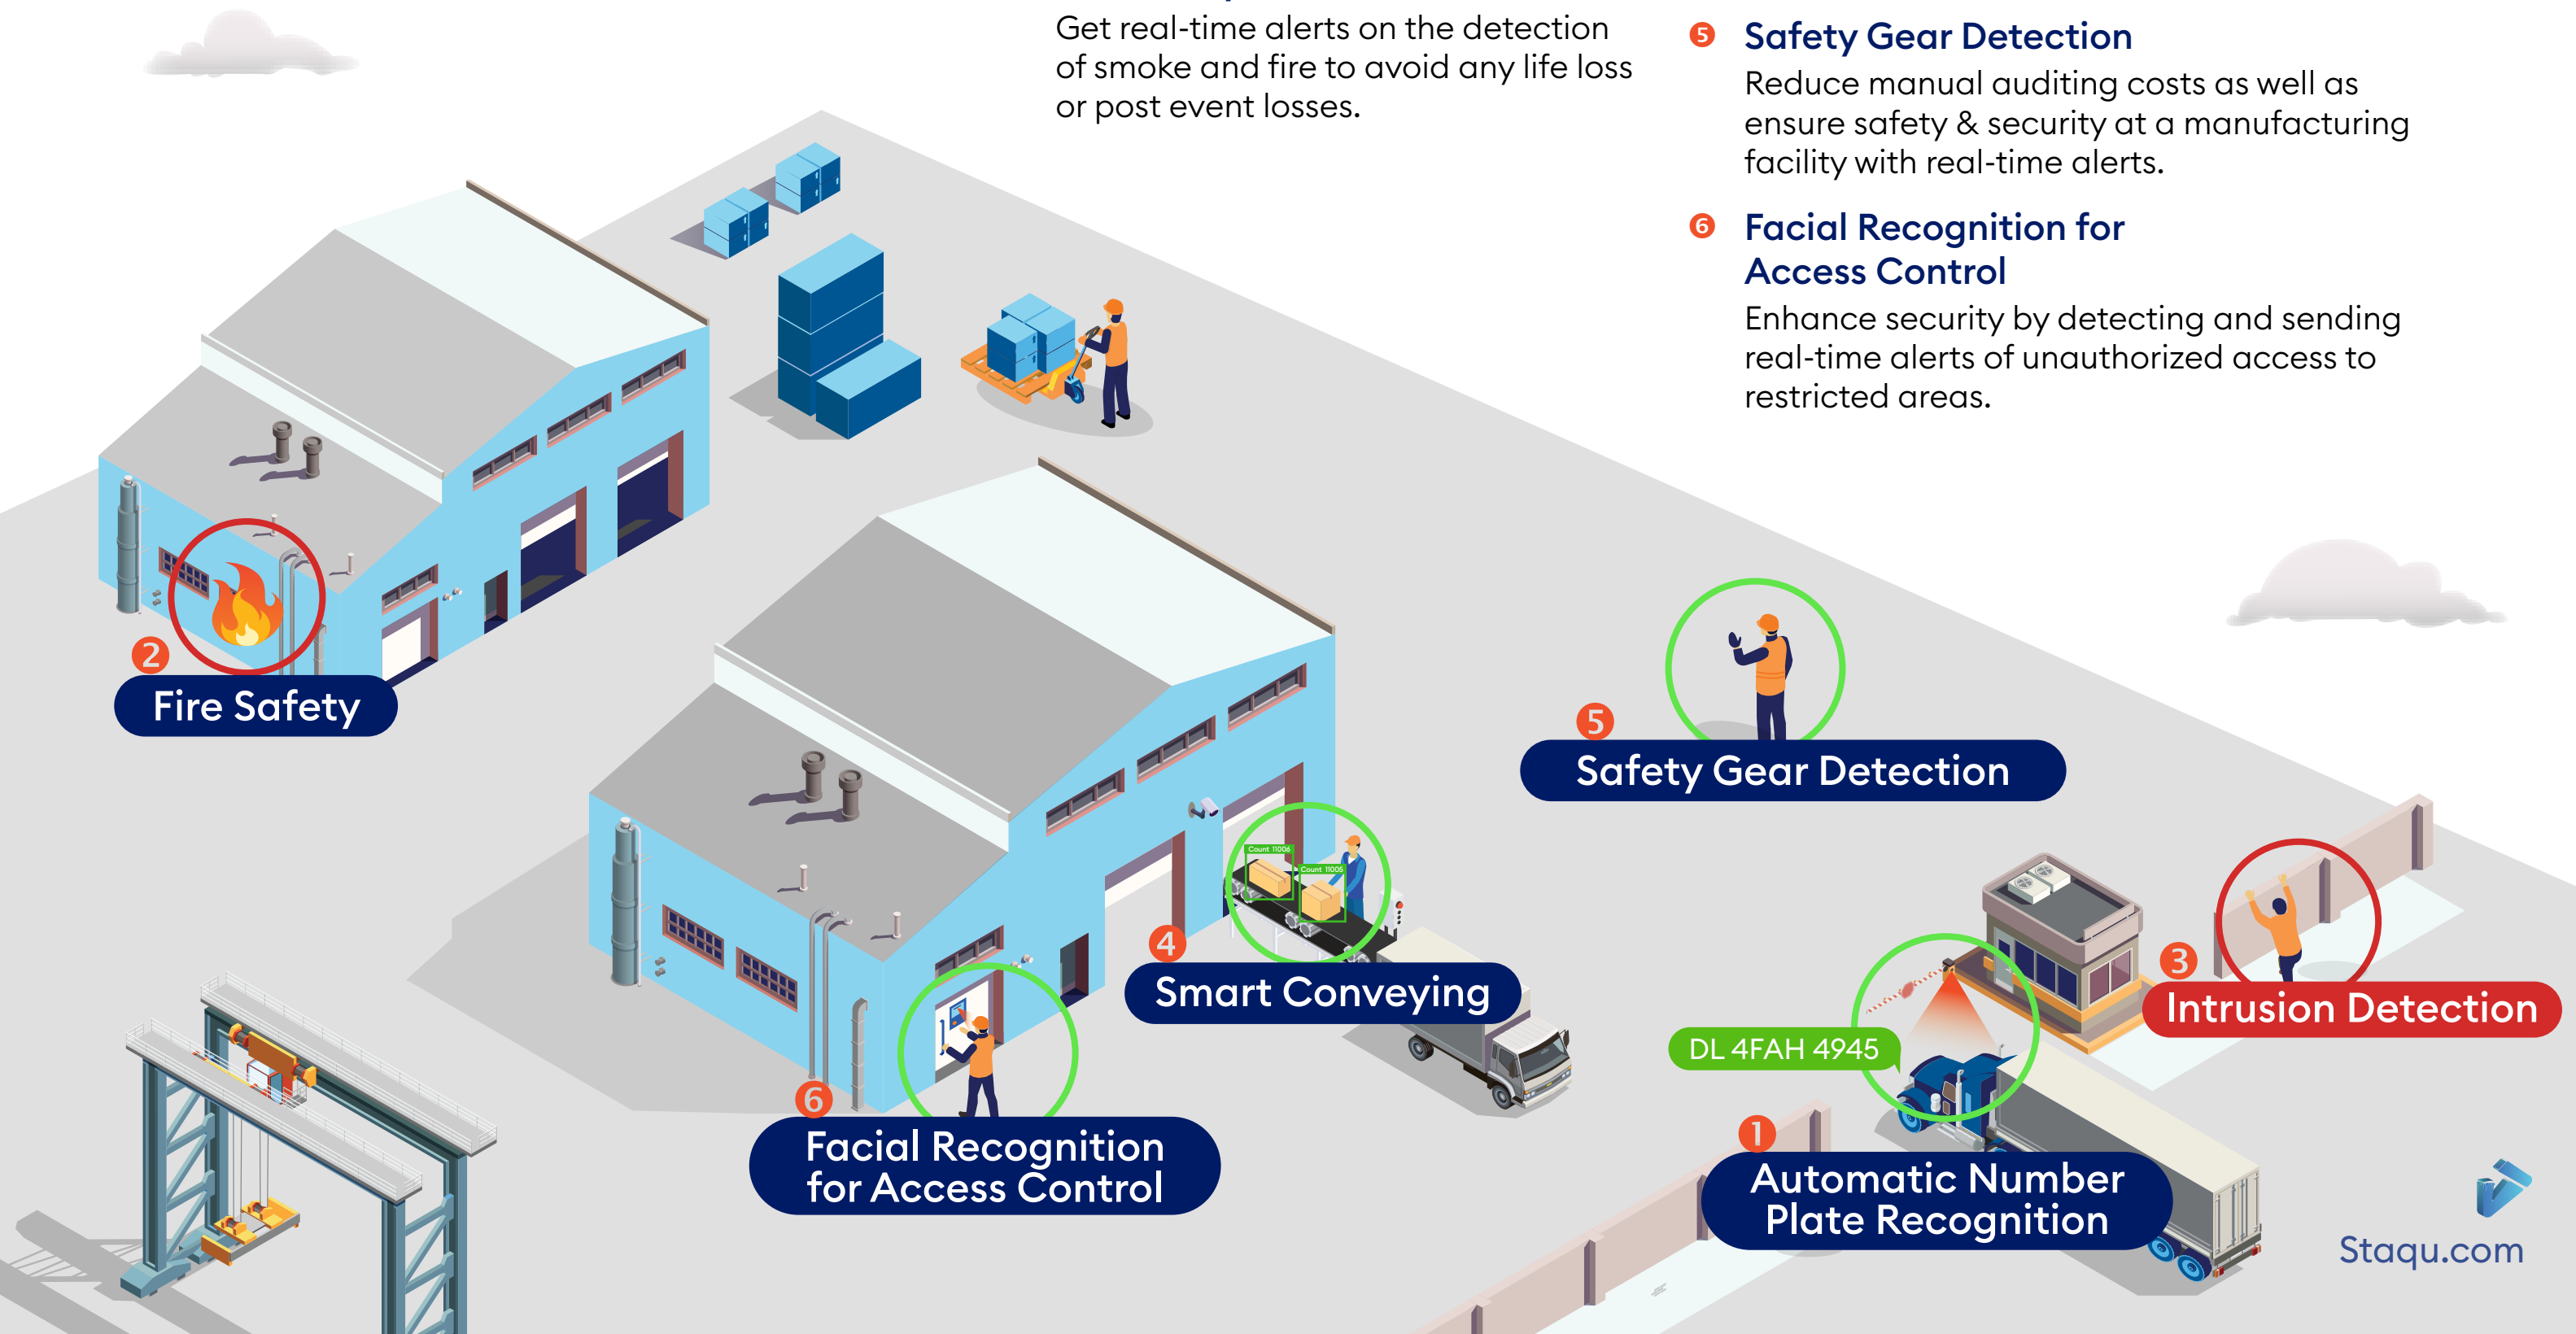 Get real-time alerts on the detection
of smoke and fire to avoid any life loss
or post event losses.
5 Safety Gear Detection
Reduce manual auditing costs as well as
ensure safety & security at a manufacturing
facility with real-time alerts.
6 Facial Recognition for
Access Control
Enhance security by detecting and sending
real-time alerts of unauthorized access to
restricted areas.
2
Fire Safety
5
Safety Gear Detection
Count 11006
Count 11005
4
Smart Conveying
3
Intrusion Detection
DL 4FAH 4945
6
Facial Recognition
for Access Control
1
Automatic Number
Plate Recognition
Staqu.com